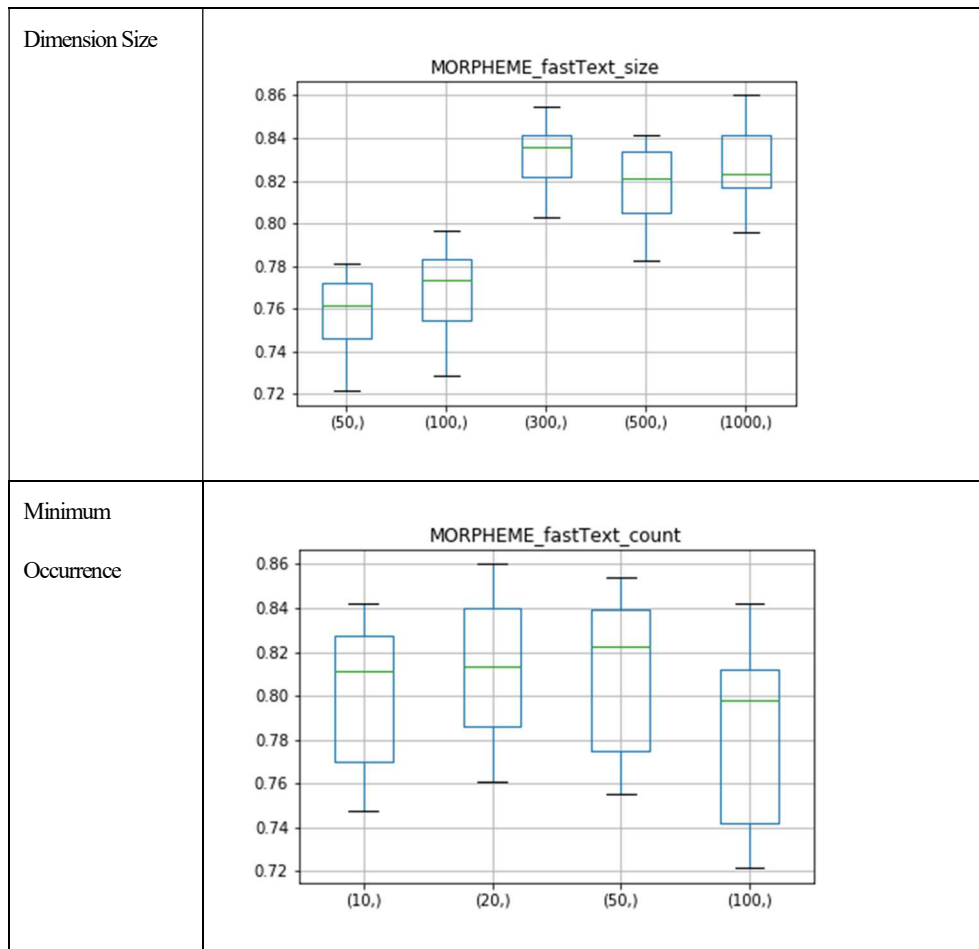 Dimension Size
MORPHEME_fastText_size
0.86
0.84
0.82
0.80
0.78
0.76
0.74
0.72
(50,) (100,) (300,) (500,) (1000,)
Minimum
Occurrence
MORPHEME_fastText_count
0.86
0.84
0.82
0.80
0.78
0.76
0.74
0.72
(10,) (20,) (50,) (100,)